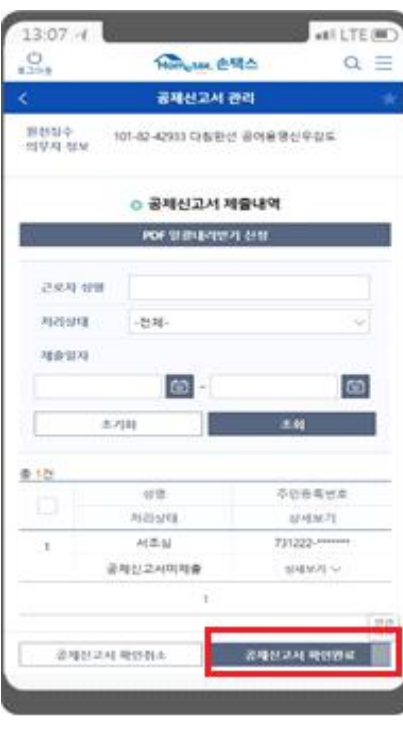 13:07
LTE
로그아웃
Hometax 손택스
공제신고서 관리
원천징수
의무자 정보
101-82-42933
공제신고서 제출내역
PDF 일괄내려받기 신청
근로자 성명
처리상태
-전체-
제출일자
-
초기화
조회
총 1건
성명
주민등록번호
처리상태
상세보기
1
731222-*******
공제신고서미제출
상세보기
1
공제신고서 확인취소
공제신고서 확인완료